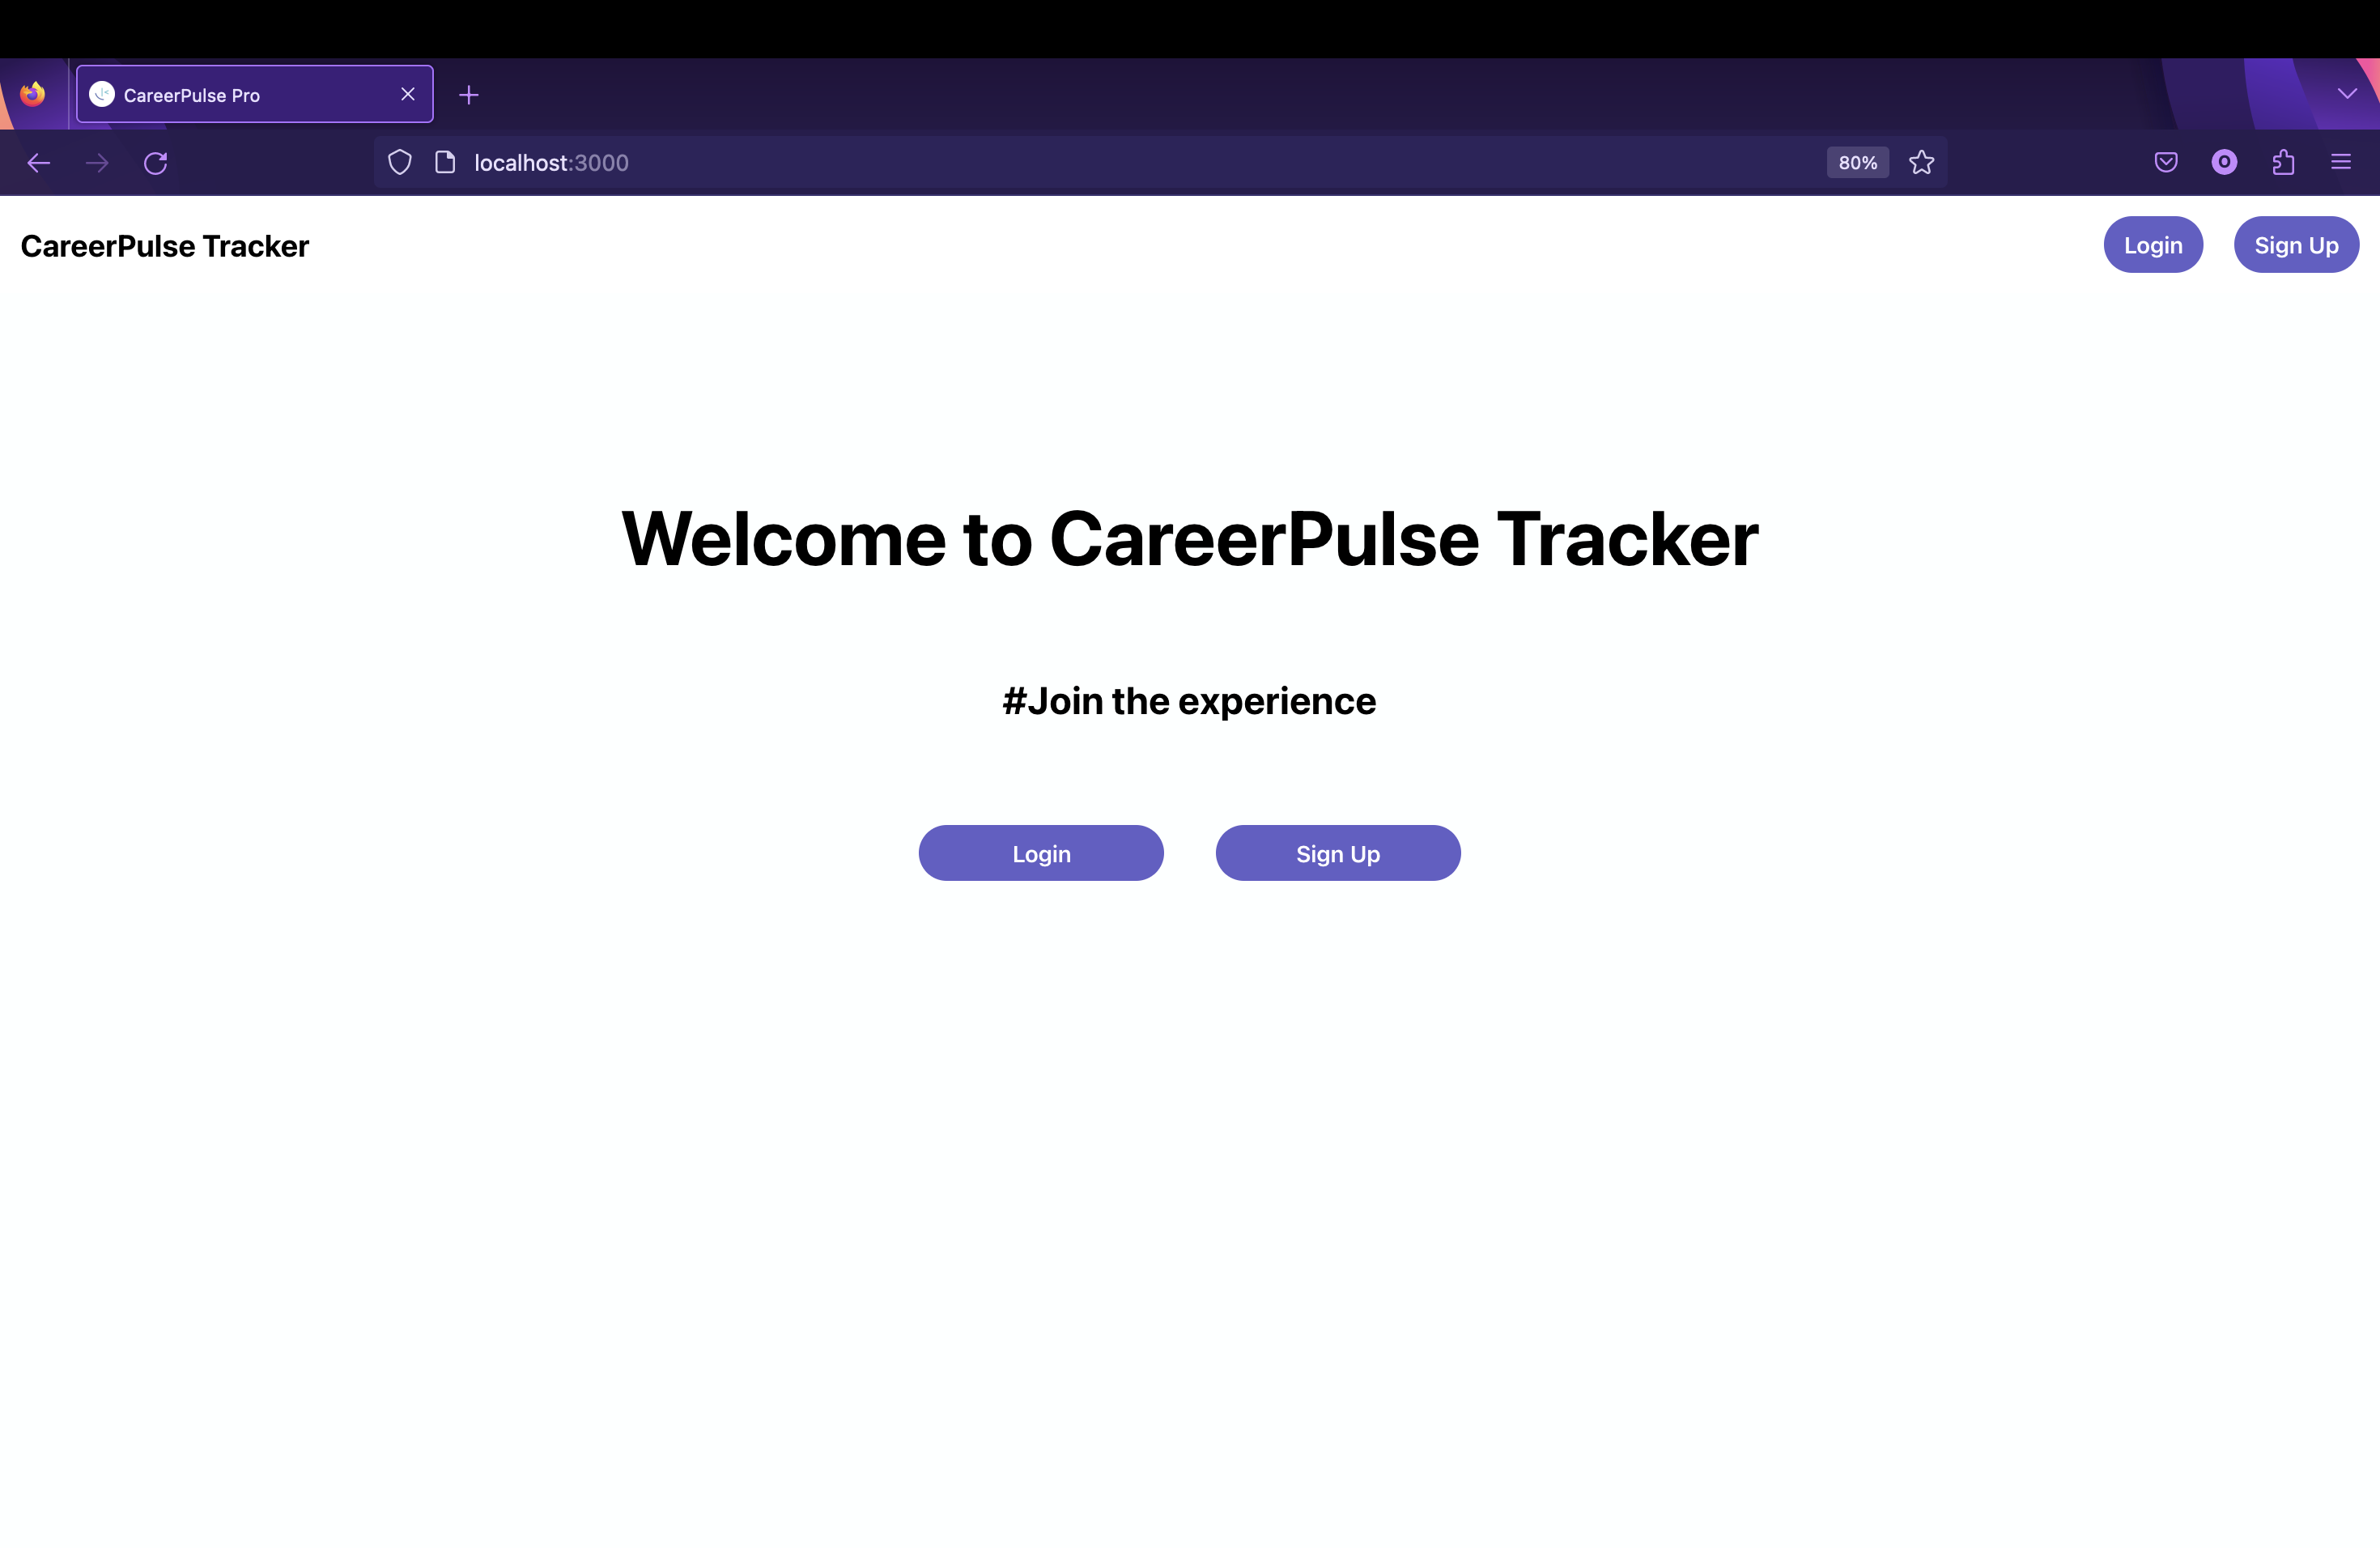 CareerPulse Pro
localhost:3000
80%
CareerPulse Tracker
Login
Sign Up
Welcome to CareerPulse Tracker
#Join the experience
Login
Sign Up